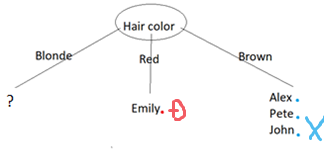 Hair color
Blonde
Red
Brown
?
Emily.
Alex.
Pete.
John.
X